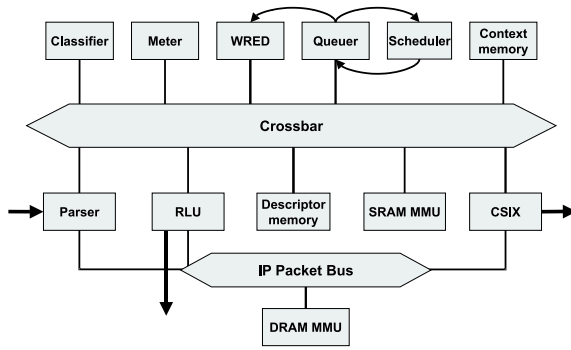 Classifier
Meter
WRED
Queuer
Scheduler
Context
memory
Crossbar
Parser
RLU
Descriptor
memory
SRAM MMU
CSIX
IP Packet Bus
DRAM MMU